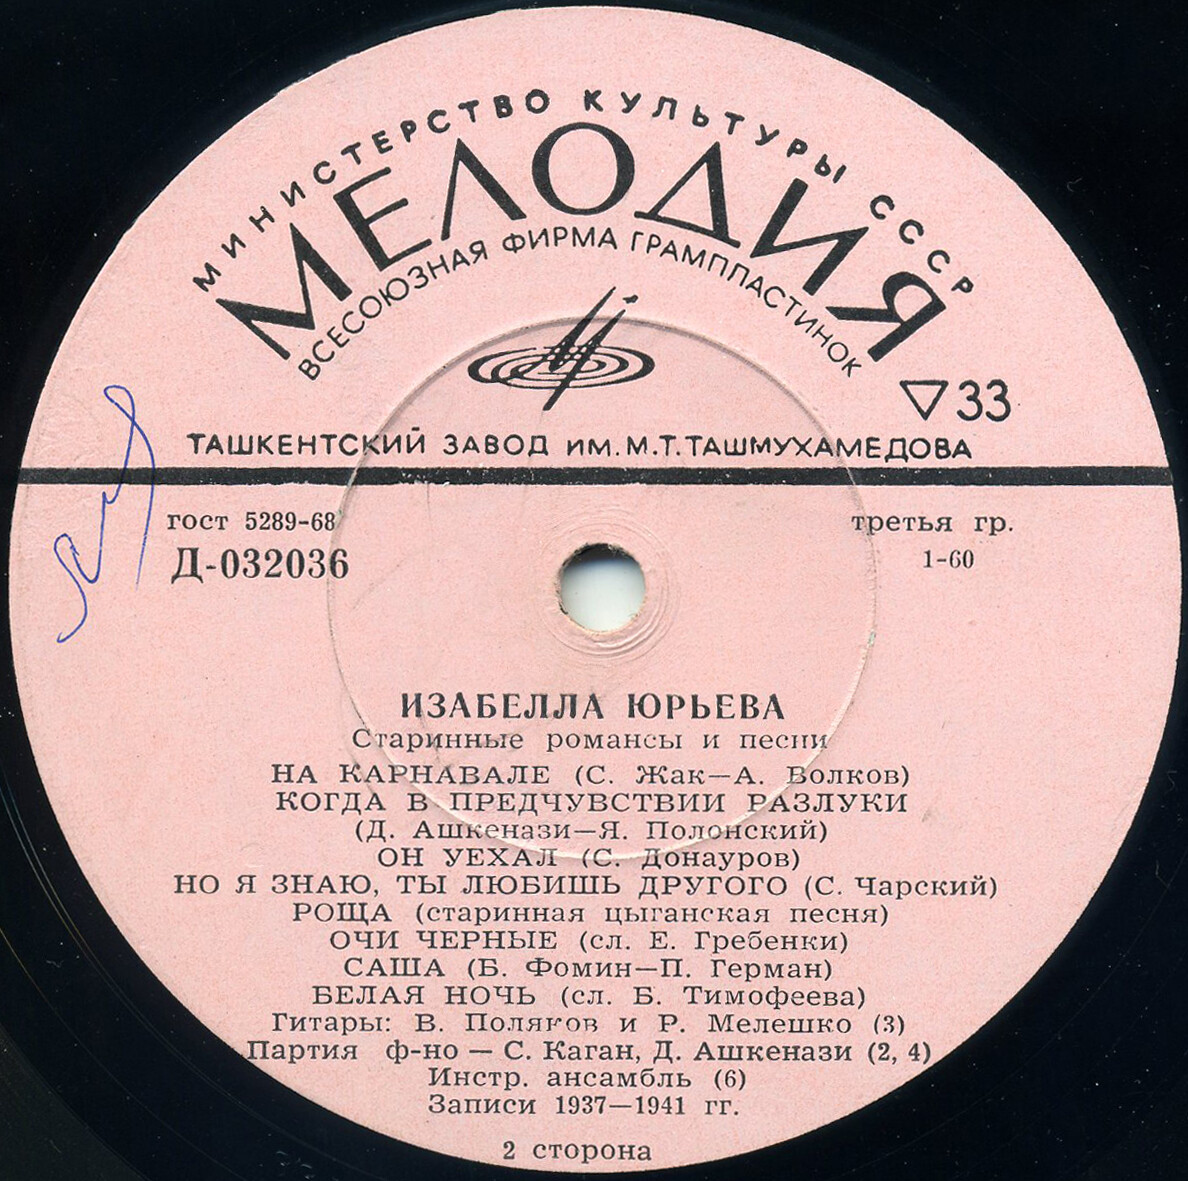 МИНИСТЕРСТВО КУЛЬТУРЫ СССР
МЕЛОДИЯ
ВСЕСОЮЗНАЯ ФИРМА ГРАМПЛАСТИНОК
33
ТАШКЕНТСКИЙ ЗАВОД ИМ. М. Т. ТАШМУХАМЕДОВА
гост 5289-68
третья гр.
Д-032036
1-60
ИЗАБЕЛЛА ЮРЬЕВА
Старинные романсы и песни
НА КАРНАВАЛЕ (С. Жак—А. Волков)
КОГДА В ПРЕДЧУВСТВИИ РАЗЛУКИ
(Д. Ашкенази—Я. Полонский)
ОН УЕХАЛ (С. Донауров)
НО Я ЗНАЮ, ТЫ ЛЮБИШЬ ДРУГОГО (С. Чарский)
РОЩА (старинная цыганская песня)
ОЧИ ЧЕРНЫЕ (сл. Е. Гребенки)
САША (Б. Фомин—П. Герман)
БЕЛАЯ НОЧЬ (сл. Б. Тимофеева)
Гитары: В. Поляков и Р. Мелешко (3)
Партия ф-но — С. Каган, Д. Ашкенази (2, 4)
Инстр. ансамбль (6)
Записи 1937—1941 гг.
2 сторона